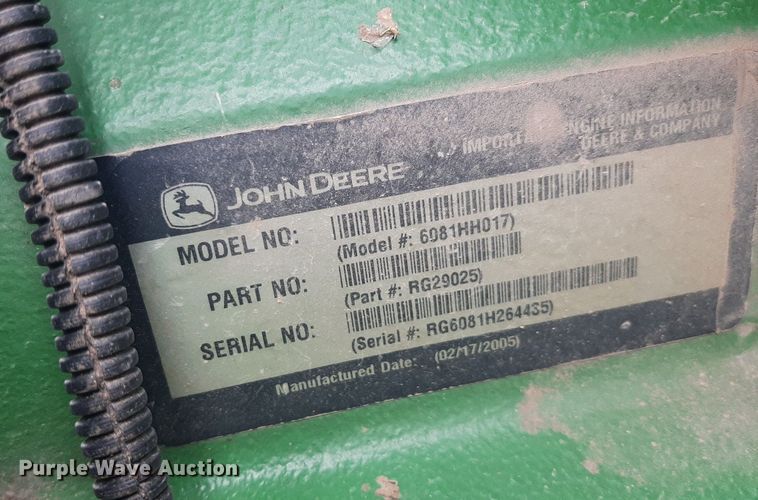 IMPORTANT ENGINE INFORMATION
DEERE & COMPANY
JOHN DEERE
MODEL NO:
(Model #: 6081HH017)
PART NO:
(Part #: RG29025)
SERIAL NO:
(Serial #: RG6081H264435)
Manufactured Date: (02/17/2005)
Purple Wave Auction